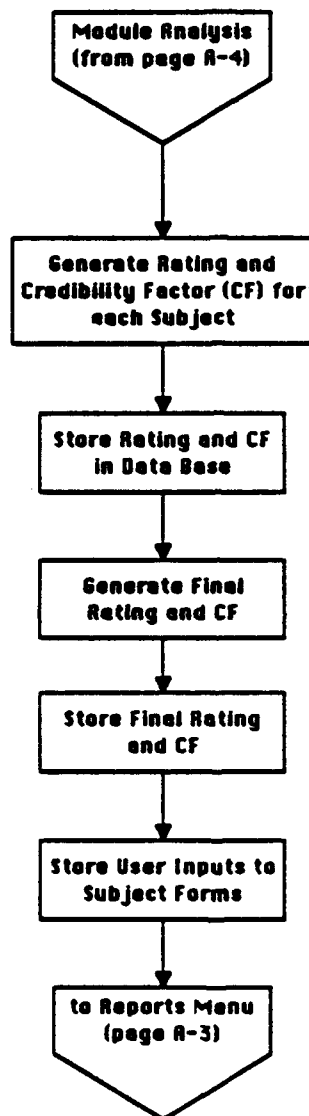 Module Analysis
(from page A-4)
Generate Rating and
Credibility Factor (CF) for
each Subject
Store Rating and CF
in Data Base
Generate Final
Rating and CF
Store Final Rating
and CF
Store User Inputs to
Subject Forms
to Reports Menu
(page A-3)